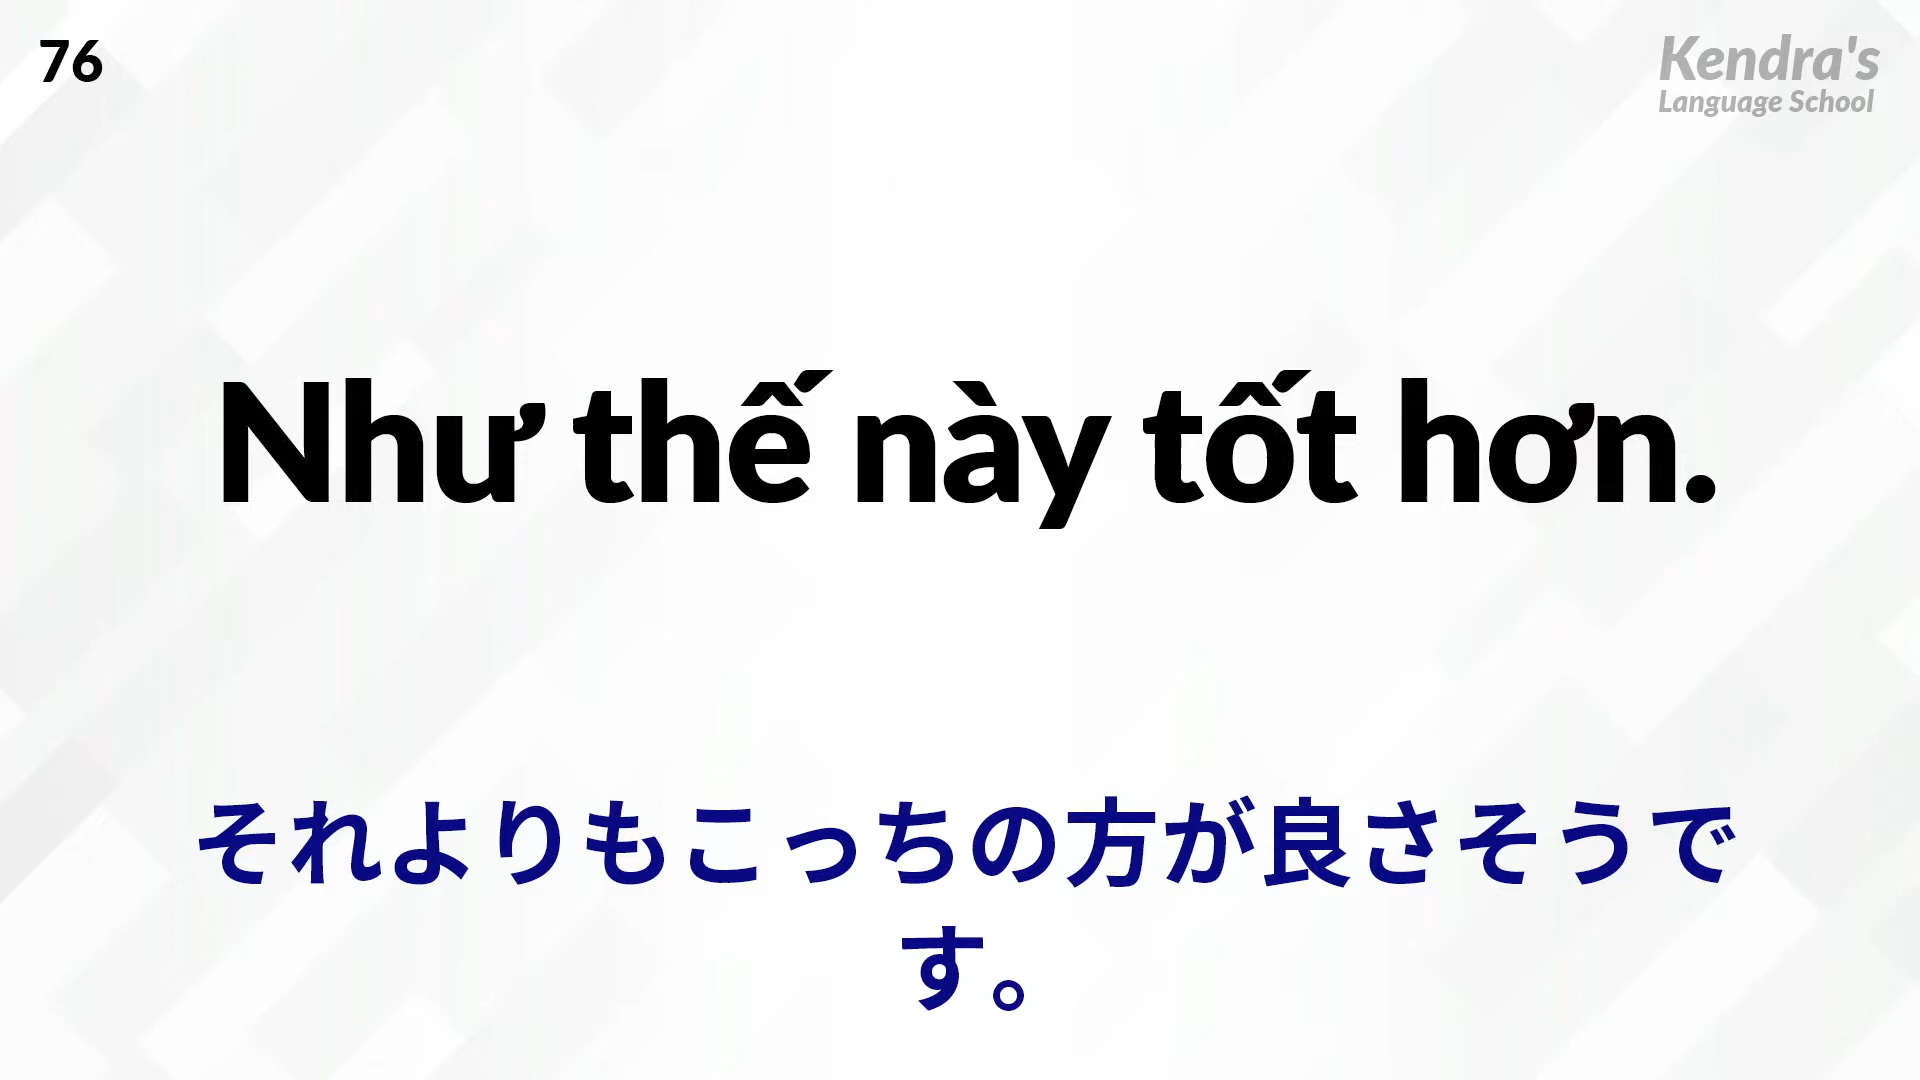 76
Kendra's
Language School
Như thế này tốt hơn.
それよりもこっちの方が良さそうで
す。